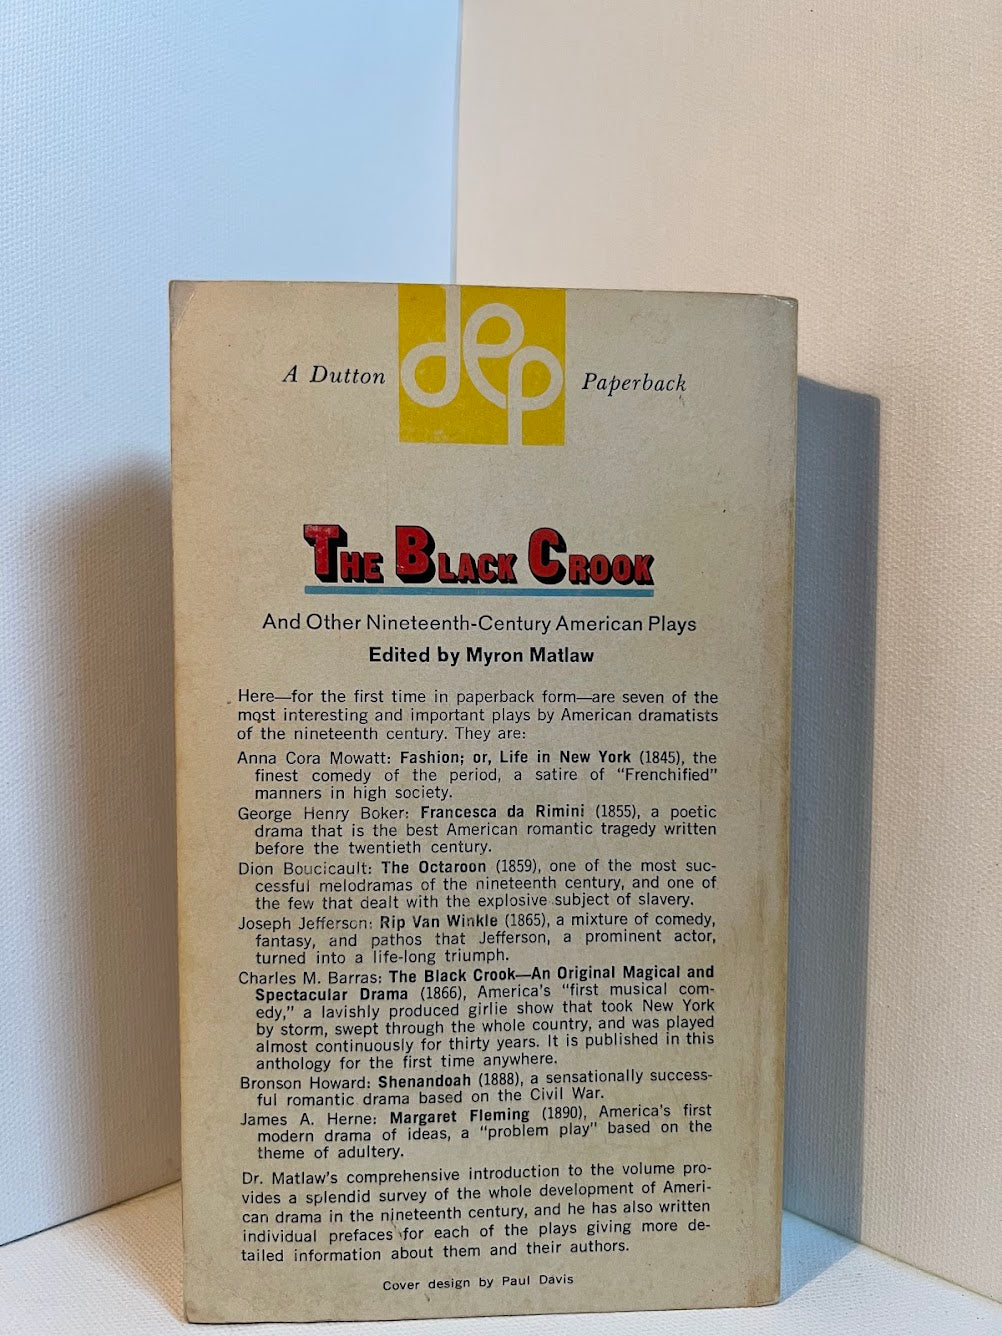 A Dutton dep Paperback
THE BLACK CROOK
And Other Nineteenth-Century American Plays
Edited by Myron Matlaw
Here—for the first time in paperback form—are seven of the
most interesting and important plays by American dramatists
of the nineteenth century. They are:
Anna Cora Mowatt: Fashion; or, Life in New York (1845), the
finest comedy of the period, a satire of "Frenchified"
manners in high society.
George Henry Boker: Francesca da Rimini (1855), a poetic
drama that is the best American romantic tragedy written
before the twentieth century.
Dion Boucicault: The Octaroon (1859), one of the most suc-
cessful melodramas of the nineteenth century, and one of
the few that dealt with the explosive subject of slavery.
Joseph Jefferson: Rip Van Winkle (1865), a mixture of comedy,
fantasy, and pathos that Jefferson, a prominent actor,
turned into a life-long triumph.
Charles M. Barras: The Black Crook—An Original Magical and
Spectacular Drama (1866), America's "first musical com-
edy," a lavishly produced girlie show that took New York
by storm, swept through the whole country, and was played
almost continuously for thirty years. It is published in this
anthology for the first time anywhere.
Bronson Howard: Shenandoah (1888), a sensationally success-
ful romantic drama based on the Civil War.
James A. Herne: Margaret Fleming (1890), America's first
modern drama of ideas, a "problem play" based on the
theme of adultery.
Dr. Matlaw's comprehensive introduction to the volume pro-
vides a splendid survey of the whole development of Ameri-
can drama in the nineteenth century, and he has also written
individual prefaces for each of the plays giving more de-
tailed information about them and their authors.
Cover design by Paul Davis